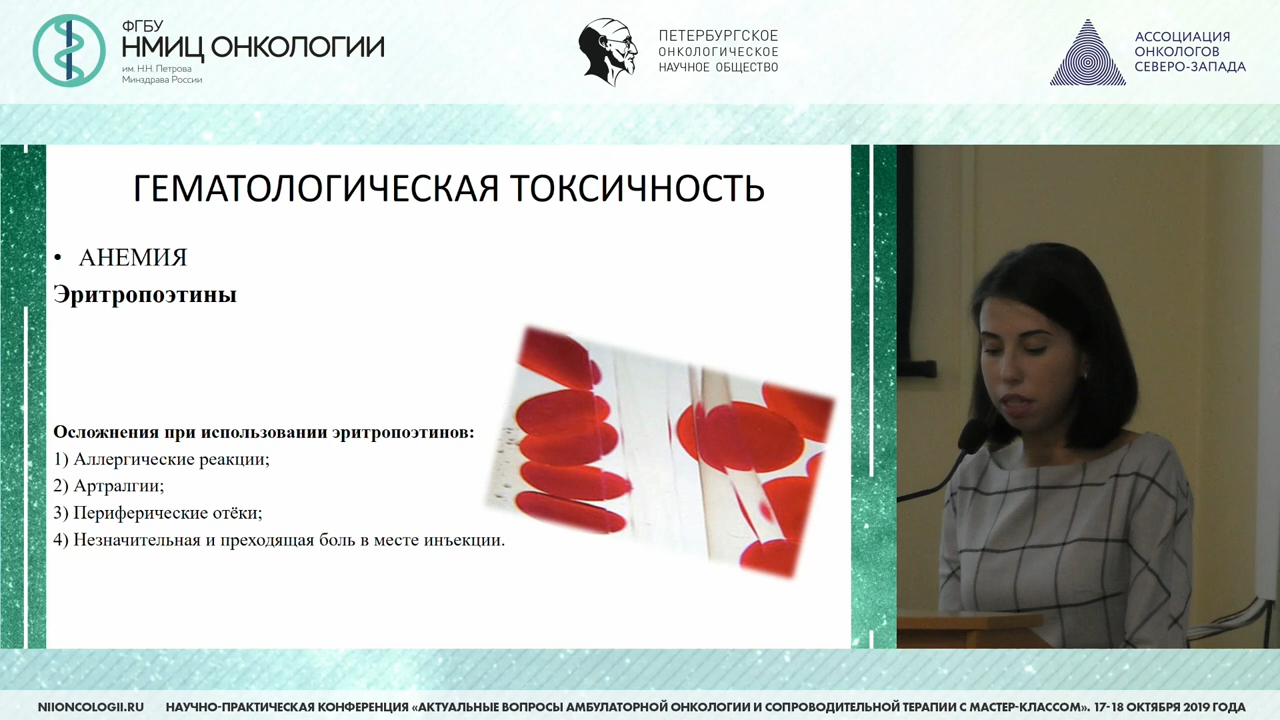 ФГБУ
НМИЦ ОНКОЛОГИИ
им. Н.Н. Петрова
Минздрава России
ПЕТЕРБУРГСКОЕ
ОНКОЛОГИЧЕСКОЕ
НАУЧНОЕ ОБЩЕСТВО
АССОЦИАЦИЯ
ОНКОЛОГОВ
СЕВЕРО-ЗАПАДА
ГЕМАТОЛОГИЧЕСКАЯ ТОКСИЧНОСТЬ
• АНЕМИЯ
Эритропоэтины
Осложнения при использовании эритропоэтинов:
1) Аллергические реакции;
2) Артралгии;
3) Периферические отёки;
4) Незначительная и преходящая боль в месте инъекции.
NIIONCOLOGII.RU НАУЧНО-ПРАКТИЧЕСКАЯ КОНФЕРЕНЦИЯ «АКТУАЛЬНЫЕ ВОПРОСЫ АМБУЛАТОРНОЙ ОНКОЛОГИИ И СОПРОВОДИТЕЛЬНОЙ ТЕРАПИИ С МАСТЕР-КЛАССОМ». 17-18 ОКТЯБРЯ 2019 ГОДА